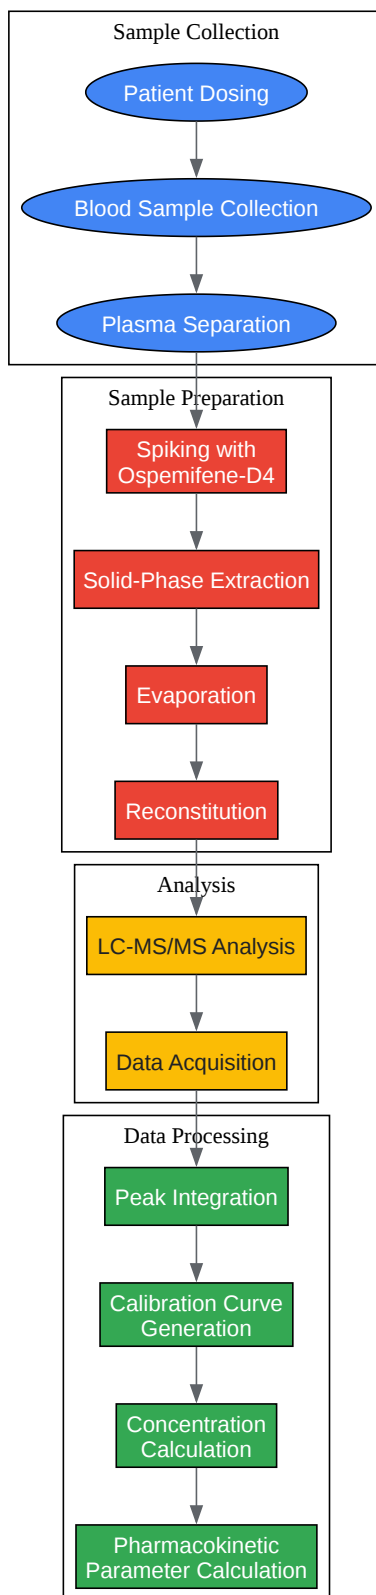 Sample Collection
Patient Dosing
Blood Sample Collection
Plasma Separation
Sample Preparation
Spiking with
Ospemifene-D4
Solid-Phase Extraction
Evaporation
Reconstitution
Analysis
LC-MS/MS Analysis
Data Acquisition
Data Processing
Peak Integration
Calibration Curve
Generation
Concentration
Calculation
Pharmacokinetic
Parameter Calculation